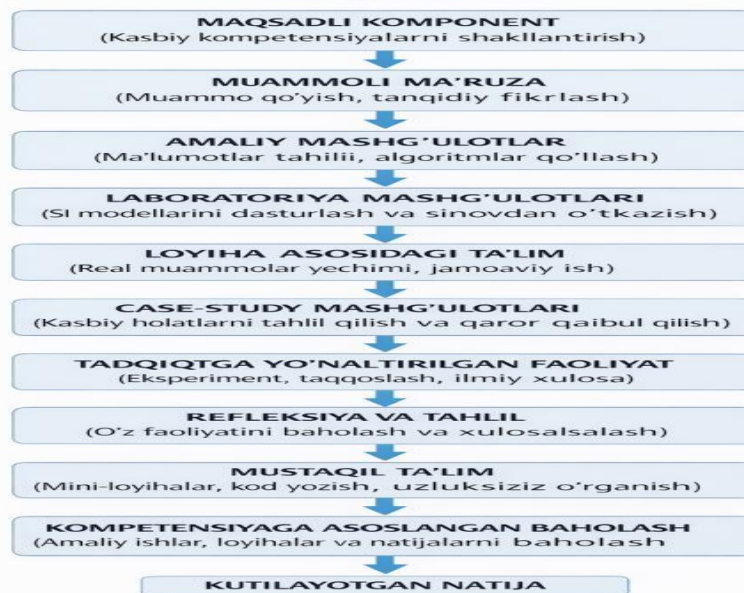 MAQSADLI KOMPONENT
(Kasbiy kompetensiyalarni shakllantirish)
MUAMMOLI MA'RUZA
(Muammo qo'yish, tanqidiy fikrlash)
AMALIY MASHG'ULOTLAR
(Ma'lumotlar tahilii, algoritmlar qo'llash)
LABORATORIYA MASHG'ULOTLARI
(SI modellarini dasturlash va sinovdan o'tkazish)
LOYIHA ASOSIDAGI TA'LIM
(Real muammolar yechimi, jamoaviy ish)
CASE-STUDY MASHG'ULOTLARI
(Kasbiy holatlarni tahlil qilish va qaror qaibul qilish)
TADQIQTGA YO'NALTIRILGAN FAOLIYAT
(Eksperiment, taqqoslash, ilmiy xulosa)
REFLEKSIYA VA TAHLIL
(O'z faoliyatini baholash va xulosalsalash)
MUSTAQIL TA'LIM
(Mini-loyihalar, kod yozish, uzluksiziz o'rganish)
KOMPETENSIYAGA ASOSLANGAN BAHOLASH
(Amaliy ishlar, loyihalar va natijalarni baholash
KUTILAYOTGAN NATIJA